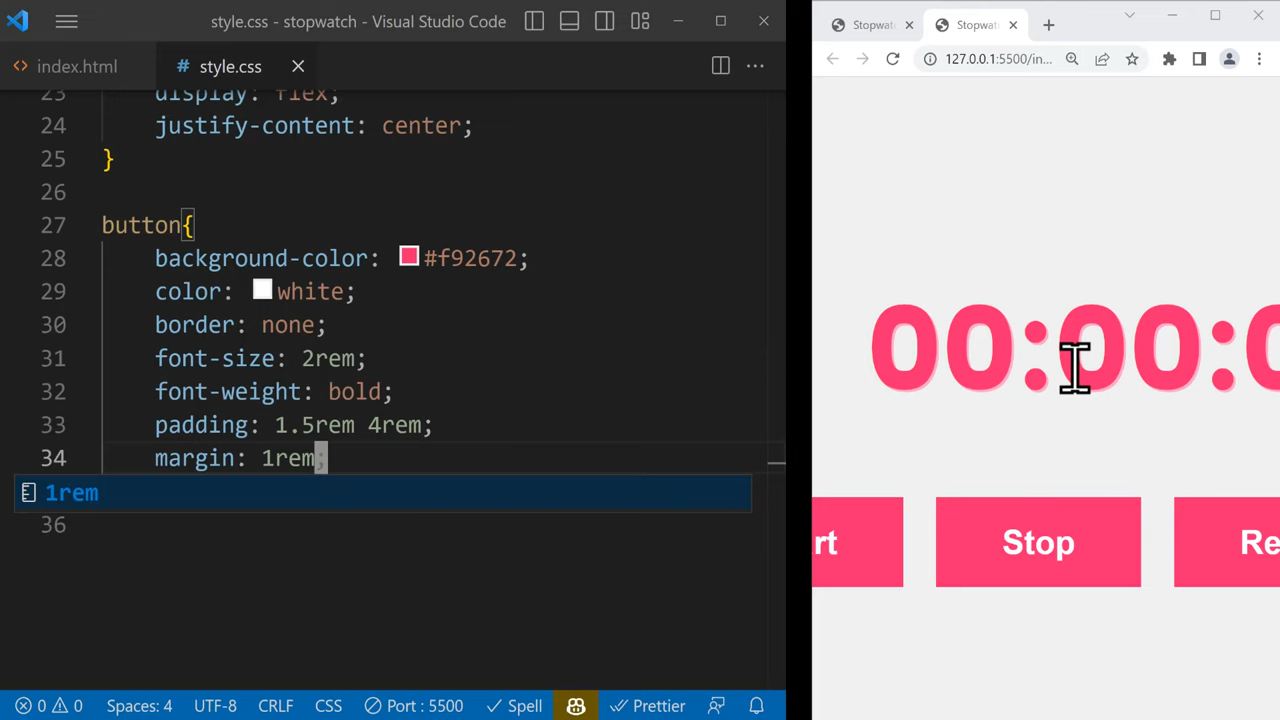 style.css - stopwatch - Visual Studio Code
index.html
style.css
23 display: flex;
24 justify-content: center;
25 }
26
27 button{
28 background-color: #f92672;
29 color: white;
30 border: none;
31 font-size: 2rem;
32 font-weight: bold;
33 padding: 1.5rem 4rem;
34 margin: 1rem;
1rem
36
0 0 Spaces: 4 UTF-8 CRLF CSS Port : 5500 Spell Prettier
Stopwatc
Stopwatc
127.0.0.1:5500/in...
00:00:0
rt
Stop
Re